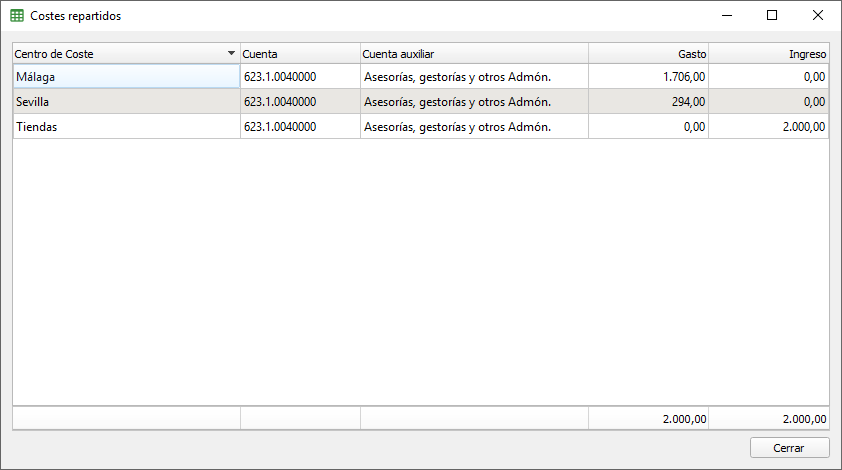 Costes repartidos
Centro de Coste Cuenta Cuenta auxiliar Gasto Ingreso
Málaga 623.1.0040000 Asesorías, gestorías y otros Admón. 1.706,00 0,00
Sevilla 623.1.0040000 Asesorías, gestorías y otros Admón. 294,00 0,00
Tiendas 623.1.0040000 Asesorías, gestorías y otros Admón. 0,00 2.000,00
2.000,00 2.000,00
Cerrar